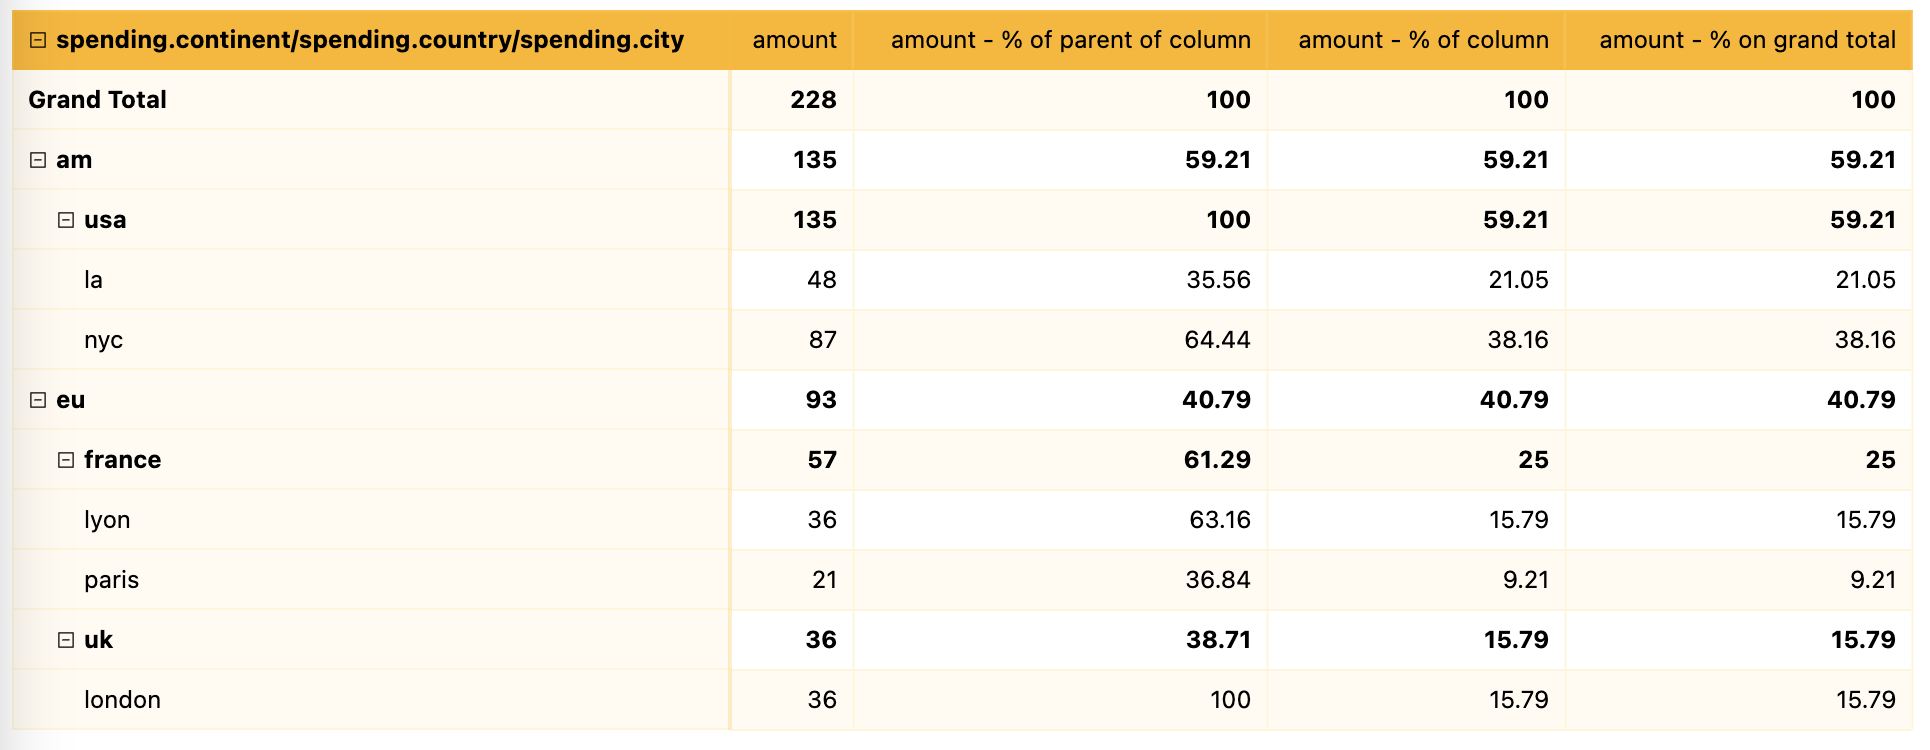 spending.continent/spending.country/spending.city amount amount - % of parent of column amount - % of column amount - % on grand total
Grand Total 228 100 100 100
am 135 59.21 59.21 59.21
usa 135 100 59.21 59.21
la 48 35.56 21.05 21.05
nyc 87 64.44 38.16 38.16
eu 93 40.79 40.79 40.79
france 57 61.29 25 25
lyon 36 63.16 15.79 15.79
paris 21 36.84 9.21 9.21
uk 36 38.71 15.79 15.79
london 36 100 15.79 15.79